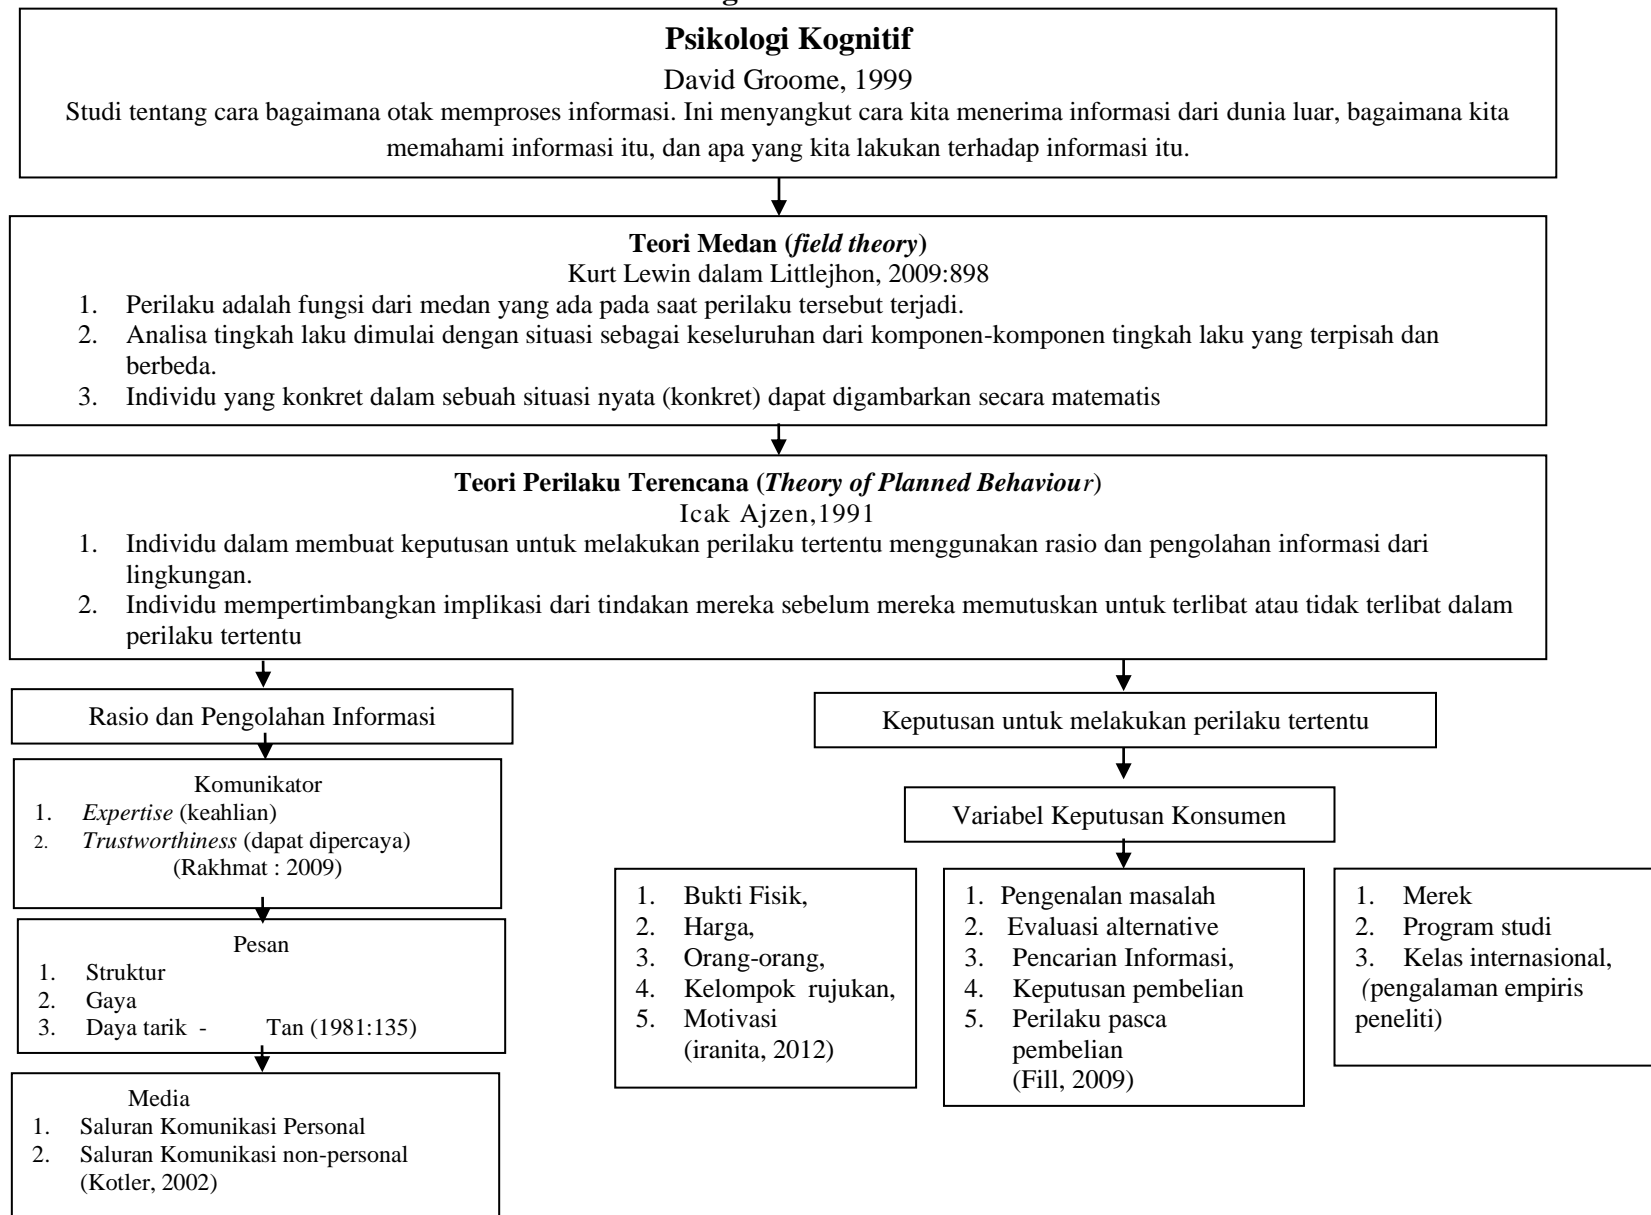 Psikologi Kognitif
David Groome, 1999
Studi tentang cara bagaimana otak memproses informasi. Ini menyangkut cara kita menerima informasi dari dunia luar, bagaimana kita
memahami informasi itu, dan apa yang kita lakukan terhadap informasi itu.
Teori Medan (field theory)
Kurt Lewin dalam Littlejhon, 2009:898
1. Perilaku adalah fungsi dari medan yang ada pada saat perilaku tersebut terjadi.
2. Analisa tingkah laku dimulai dengan situasi sebagai keseluruhan dari komponen-komponen tingkah laku yang terpisah dan
berbeda.
3. Individu yang konkret dalam sebuah situasi nyata (konkret) dapat digambarkan secara matematis
Teori Perilaku Terencana (Theory of Planned Behaviour)
Icak Ajzen,1991
1. Individu dalam membuat keputusan untuk melakukan perilaku tertentu menggunakan rasio dan pengolahan informasi dari
lingkungan.
2. Individu mempertimbangkan implikasi dari tindakan mereka sebelum mereka memutuskan untuk terlibat atau tidak terlibat dalam
perilaku tertentu
Rasio dan Pengolahan Informasi
Komunikator
1. Expertise (keahlian)
2. Trustworthiness (dapat dipercaya)
(Rakhmat : 2009)
Pesan
1. Struktur
2. Gaya
3. Daya tarik - Tan (1981:135)
Media
1. Saluran Komunikasi Personal
2. Saluran Komunikasi non-personal
(Kotler, 2002)
Keputusan untuk melakukan perilaku tertentu
Variabel Keputusan Konsumen
1. Bukti Fisik,
2. Harga,
3. Orang-orang,
4. Kelompok rujukan,
5. Motivasi
(iranita, 2012)
1. Pengenalan masalah
2. Evaluasi alternative
3. Pencarian Informasi,
4. Keputusan pembelian
5. Perilaku pasca
pembelian
(Fill, 2009)
1. Merek
2. Program studi
3. Kelas internasional,
(pengalaman empiris
peneliti)